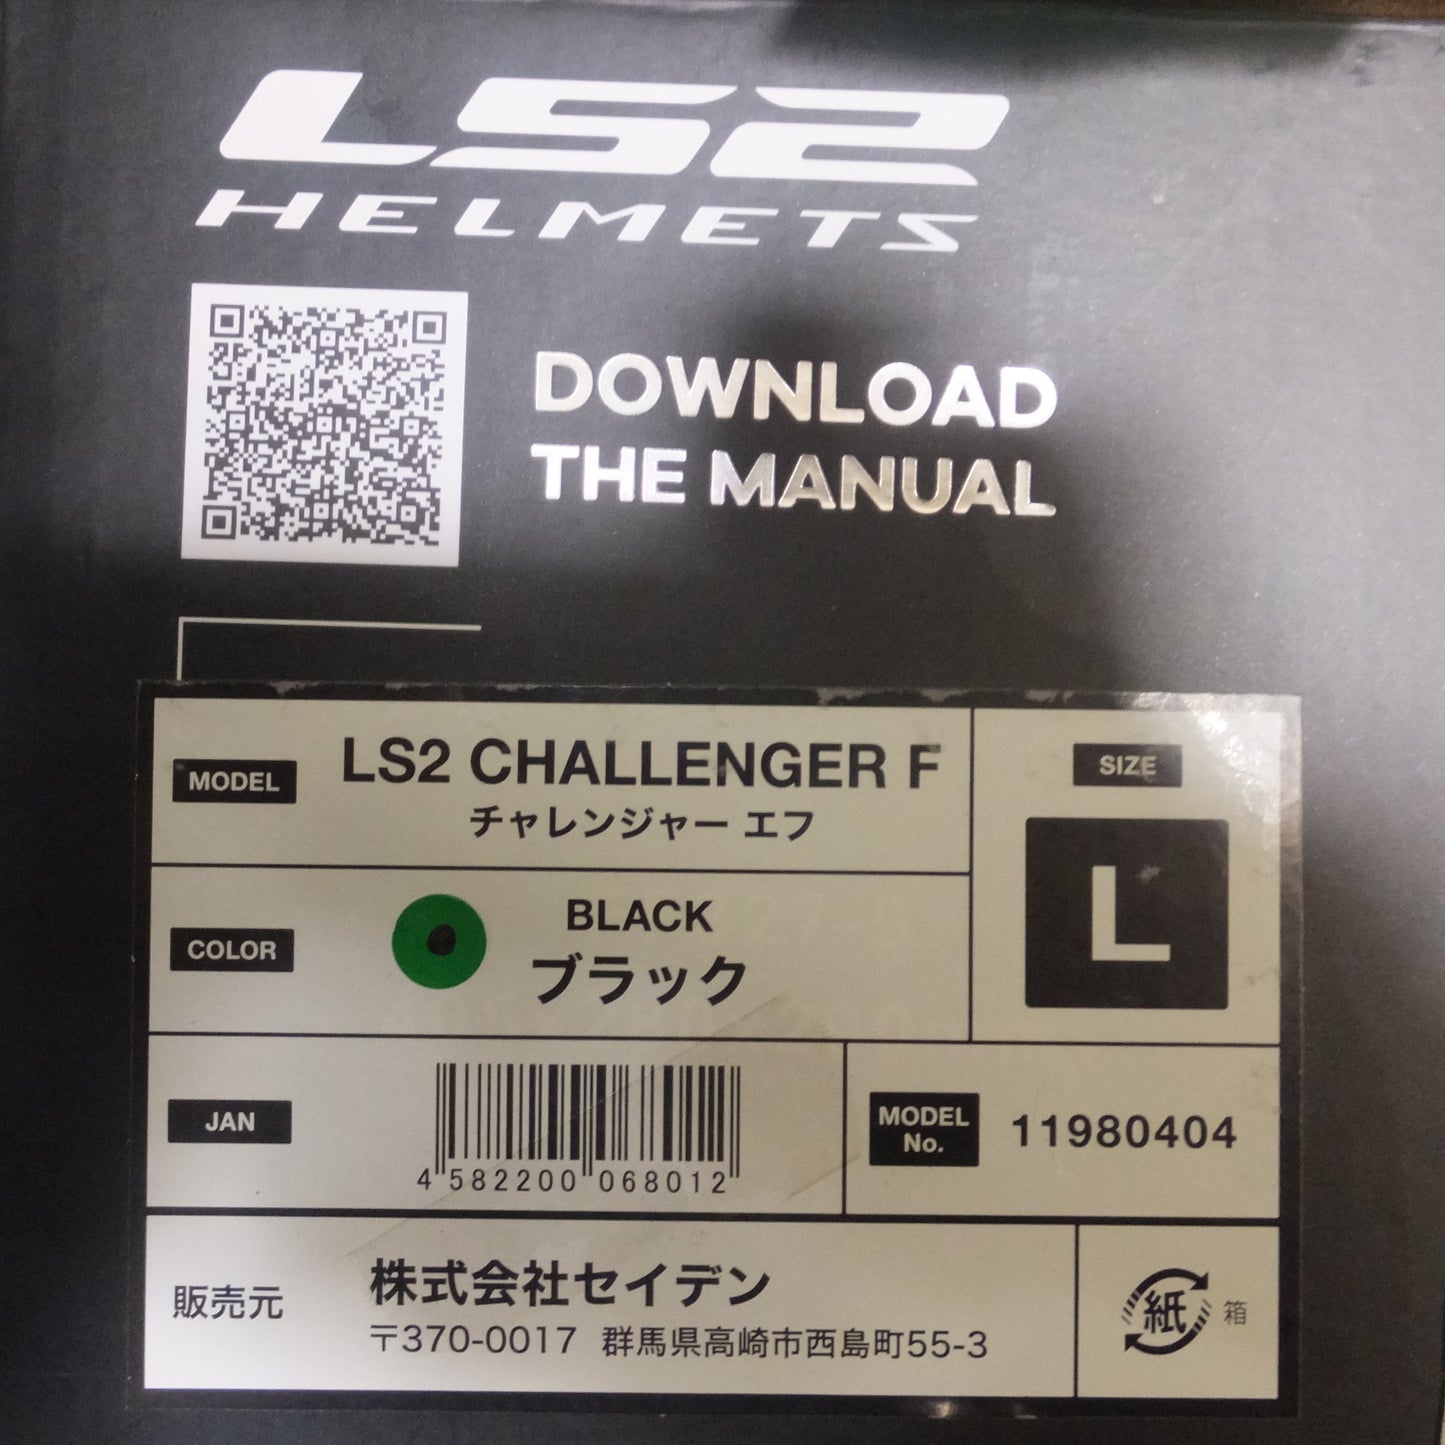 LS2
HELMETS
DOWNLOAD
THE MANUAL
MODEL
LS2 CHALLENGER F
チャレンジャー エフ
SIZE
L
COLOR
BLACK
ブラック
JAN
4 582200 068012
MODEL
No.
11980404
販売元
株式会社セイデン
〒370-0017 群馬県高崎市西島町55-3
紙 箱